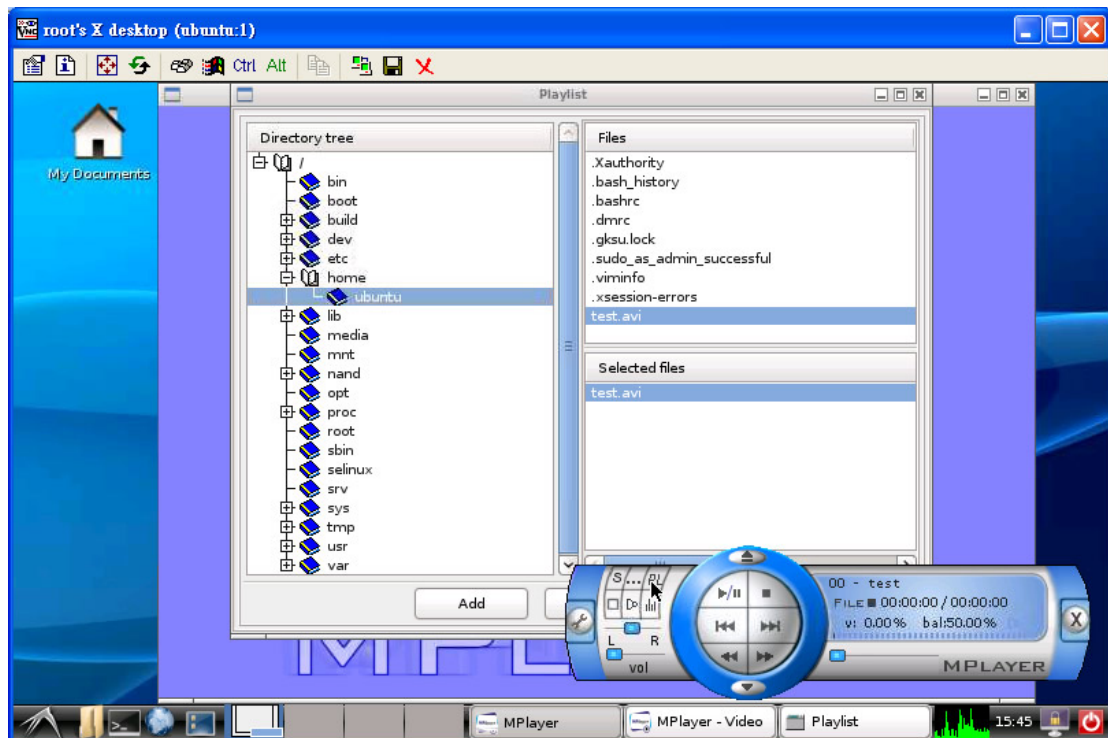 root's X desktop (ubuntu:1)
Ctrl Alt
My Documents
Playlist
Directory tree
/
bin
boot
build
dev
etc
home
ubuntu
lib
media
mnt
nand
opt
proc
root
sbin
selinux
srv
sys
tmp
usr
var
Files
.Xauthority
.bash_history
.bashrc
.dmrc
.gksu.lock
.sudo_as_admin_successful
.viminfo
.xsession-errors
test.avi
Selected files
test.avi
Add
S ... PL
L R
vol
00 - test
FILE 00:00:00 / 00:00:00
v: 0.00% bal:50.00%
MPLAYER
MPlayer
MPlayer - Video
Playlist
15:45